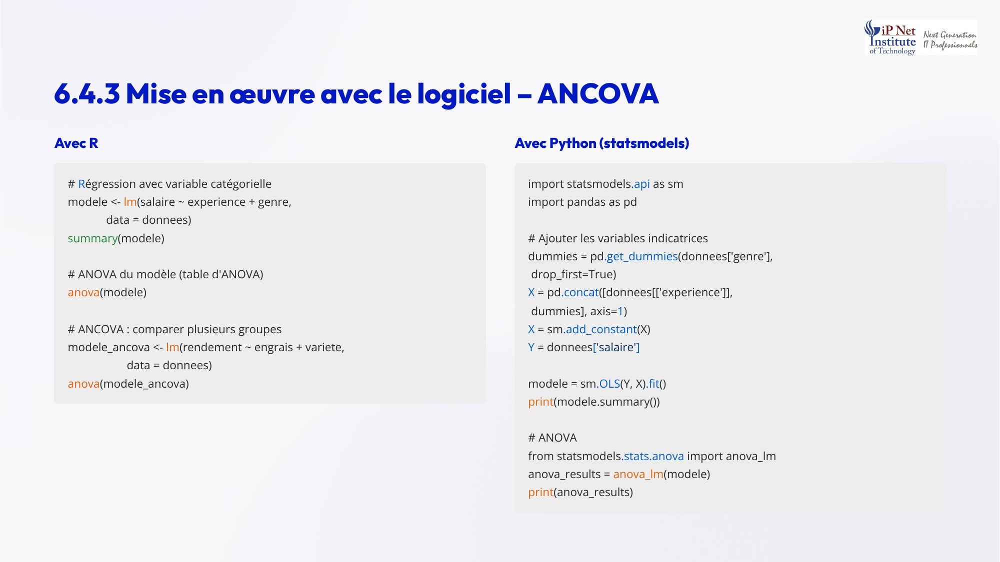 iP Net
Institute
of Technology
Next Generation
IT Professionnels
6.4.3 Mise en œuvre avec le logiciel – ANCOVA
Avec R
# Régression avec variable catégorielle
modele <- lm(salaire ~ experience + genre,
data = donnees)
summary(modele)
# ANOVA du modèle (table d'ANOVA)
anova(modele)
# ANCOVA : comparer plusieurs groupes
modele_ancova <- lm(rendement ~ engrais + variete,
data = donnees)
anova(modele_ancova)
Avec Python (statsmodels)
import statsmodels.api as sm
import pandas as pd
# Ajouter les variables indicatrices
dummies = pd.get_dummies(donnees['genre'],
drop_first=True)
X = pd.concat([donnees[['experience']],
dummies], axis=1)
X = sm.add_constant(X)
Y = donnees['salaire']
modele = sm.OLS(Y, X).fit()
print(modele.summary())
# ANOVA
from statsmodels.stats.anova import anova_lm
anova_results = anova_lm(modele)
print(anova_results)